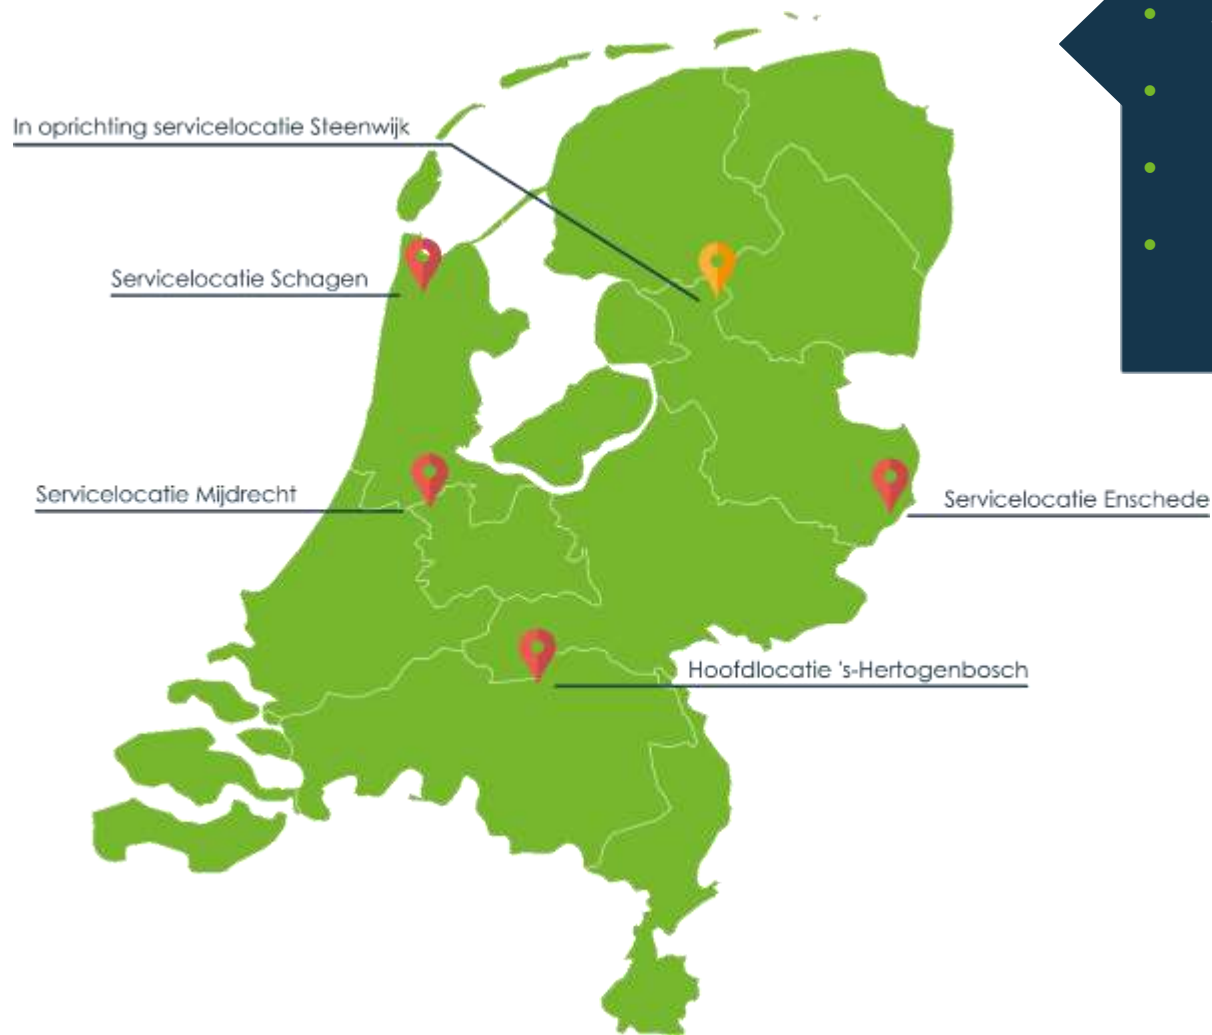 In oprichting servicelocatie Steenwijk
Servicelocatie Schagen
Servicelocatie Mijdrecht
Servicelocatie Enschede
Hoofdlocatie 's-Hertogenbosch